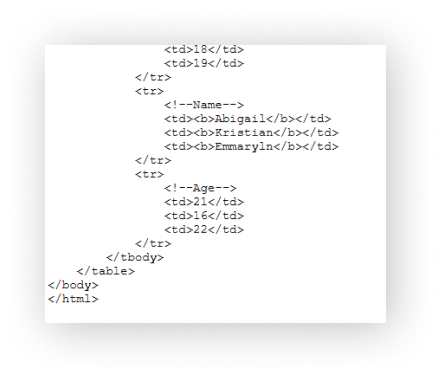 <td>18</td>
<td>19</td>
</tr>
<tr>
<!--Name-->
<td><b>Abigail</b></td>
<td><b>Kristian</b></td>
<td><b>Emmaryln</b></td>
</tr>
<tr>
<!--Age-->
<td>21</td>
<td>16</td>
<td>22</td>
</tr>
</tbody>
</table>
</body>
</html>